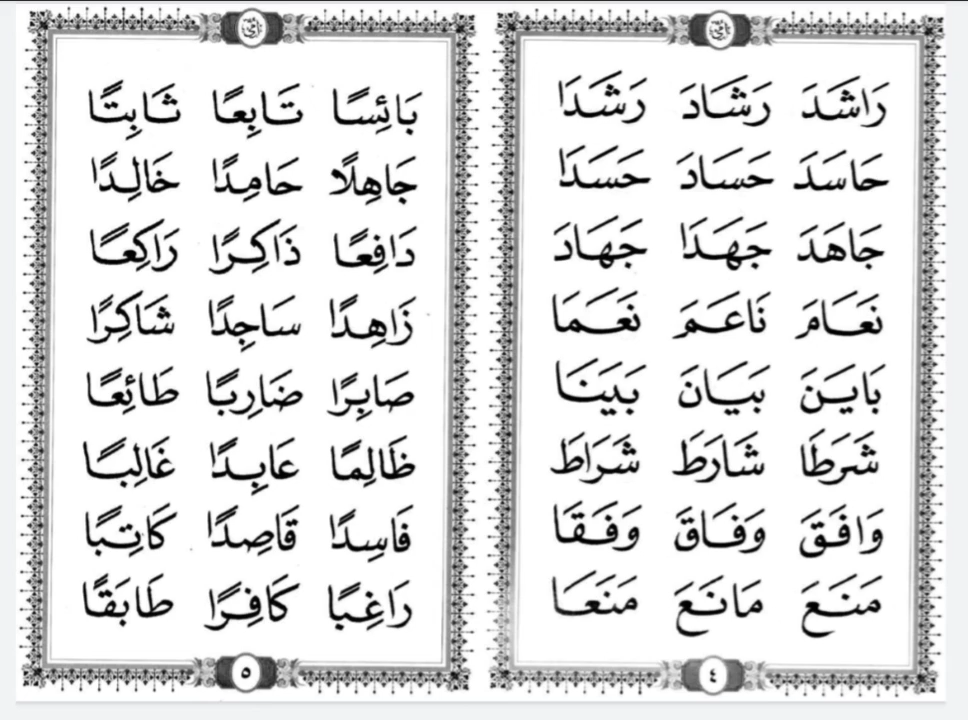 رَاشَدَ رَشَادَ رَشَدَا
حَاسَدَ حَسَادَ حَسَدَا
جَاهَدَ جَهَدَا جَهَادَ
نَعَامَ نَاعَمَ نَعَمَا
بَايَنَ بَيَانَ بَيَنَا
شَرَطَا شَارَطَ شَرَاطَ
وَافَقَ وَفَاقَ وَفَقَا
مَنَعَ مَانَعَ مَنَعَا
٤
بَائِسًا تَابِعًا ثَابِتًا
جَاهِلًا حَامِدًا خَالِدًا
دَافِعًا ذَاكِرًا رَاكِعًا
زَاهِدًا سَاجِدًا شَاكِرًا
صَابِرًا ضَارِبًا طَائِعًا
ظَالِمًا عَابِدًا غَالِبًا
فَاسِدًا قَاصِدًا كَاتِبًا
رَاغِبًا كَافِرًا طَابَقًا
٥